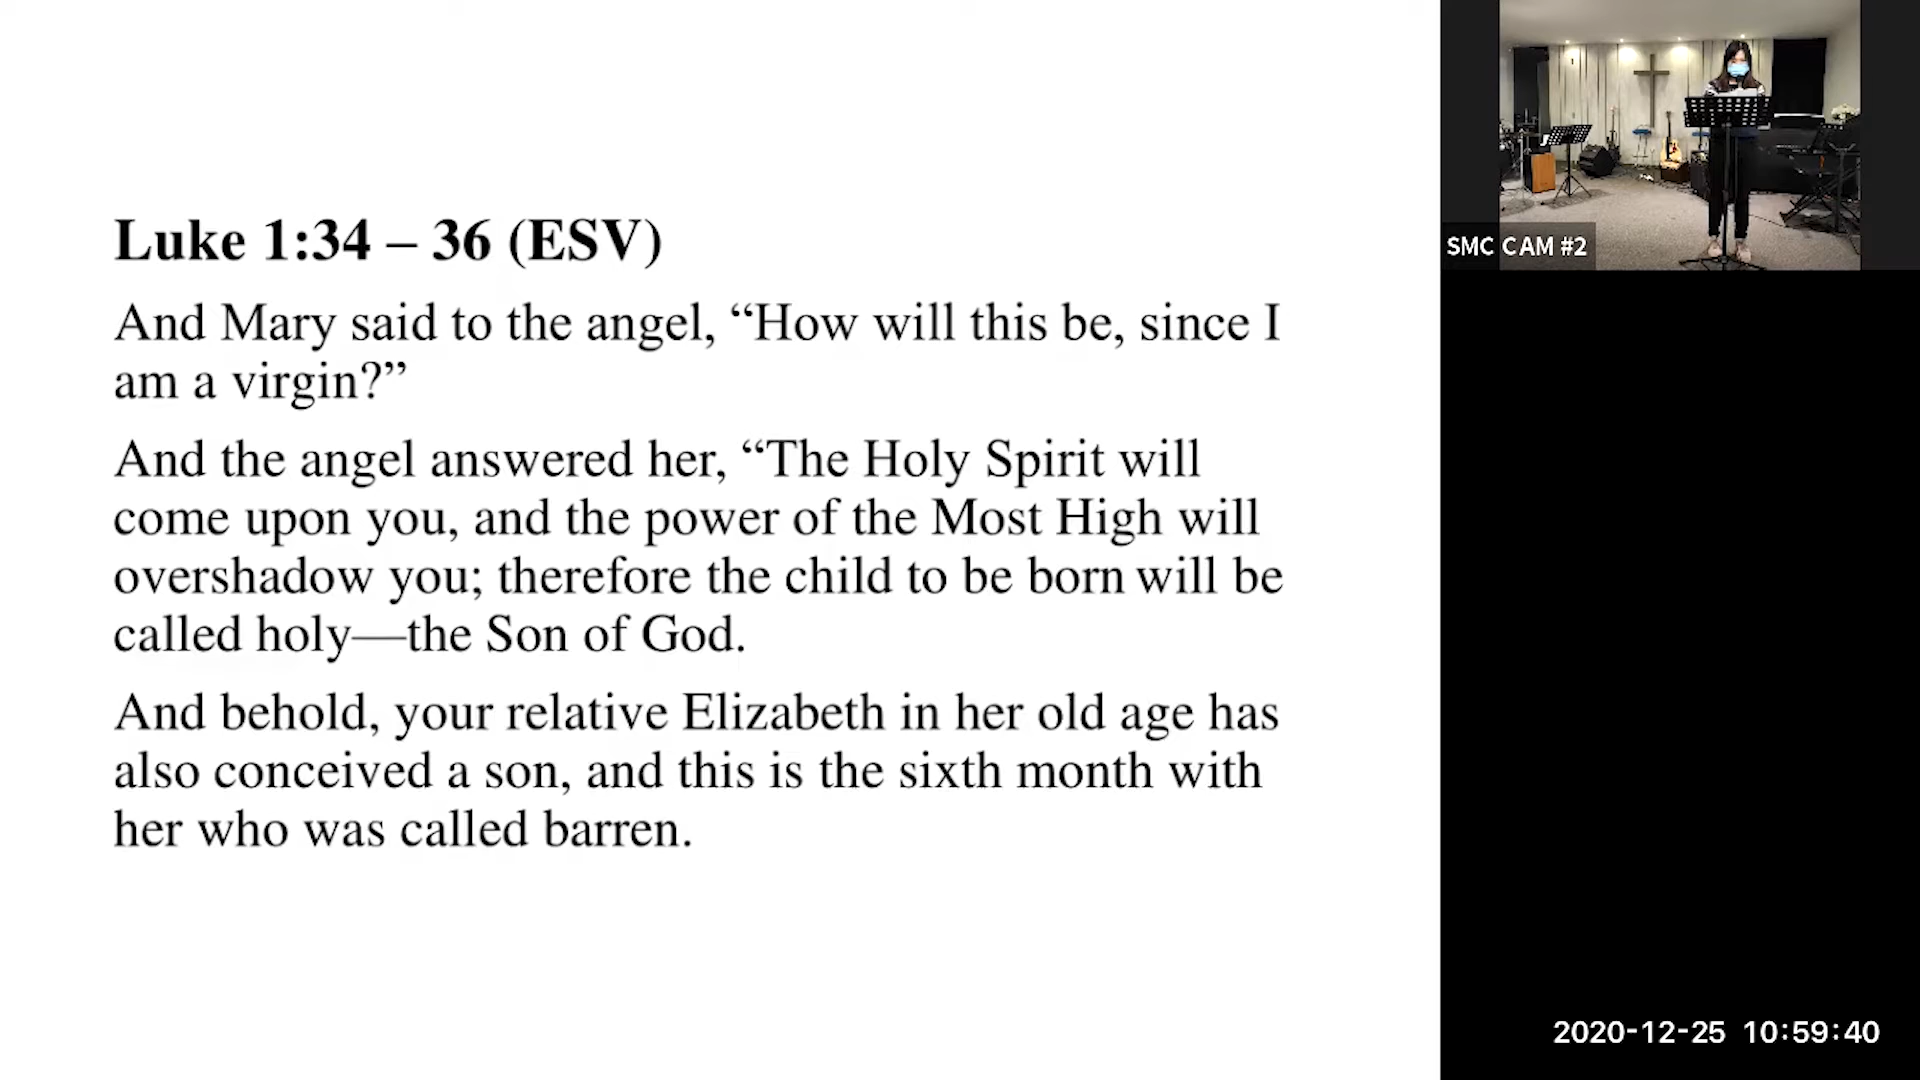 Luke 1:34 – 36 (ESV)
And Mary said to the angel, “How will this be, since I
am a virgin?”
And the angel answered her, “The Holy Spirit will
come upon you, and the power of the Most High will
overshadow you; therefore the child to be born will be
called holy—the Son of God.
And behold, your relative Elizabeth in her old age has
also conceived a son, and this is the sixth month with
her who was called barren.
SMC CAM #2
2020-12-25 10:59:40